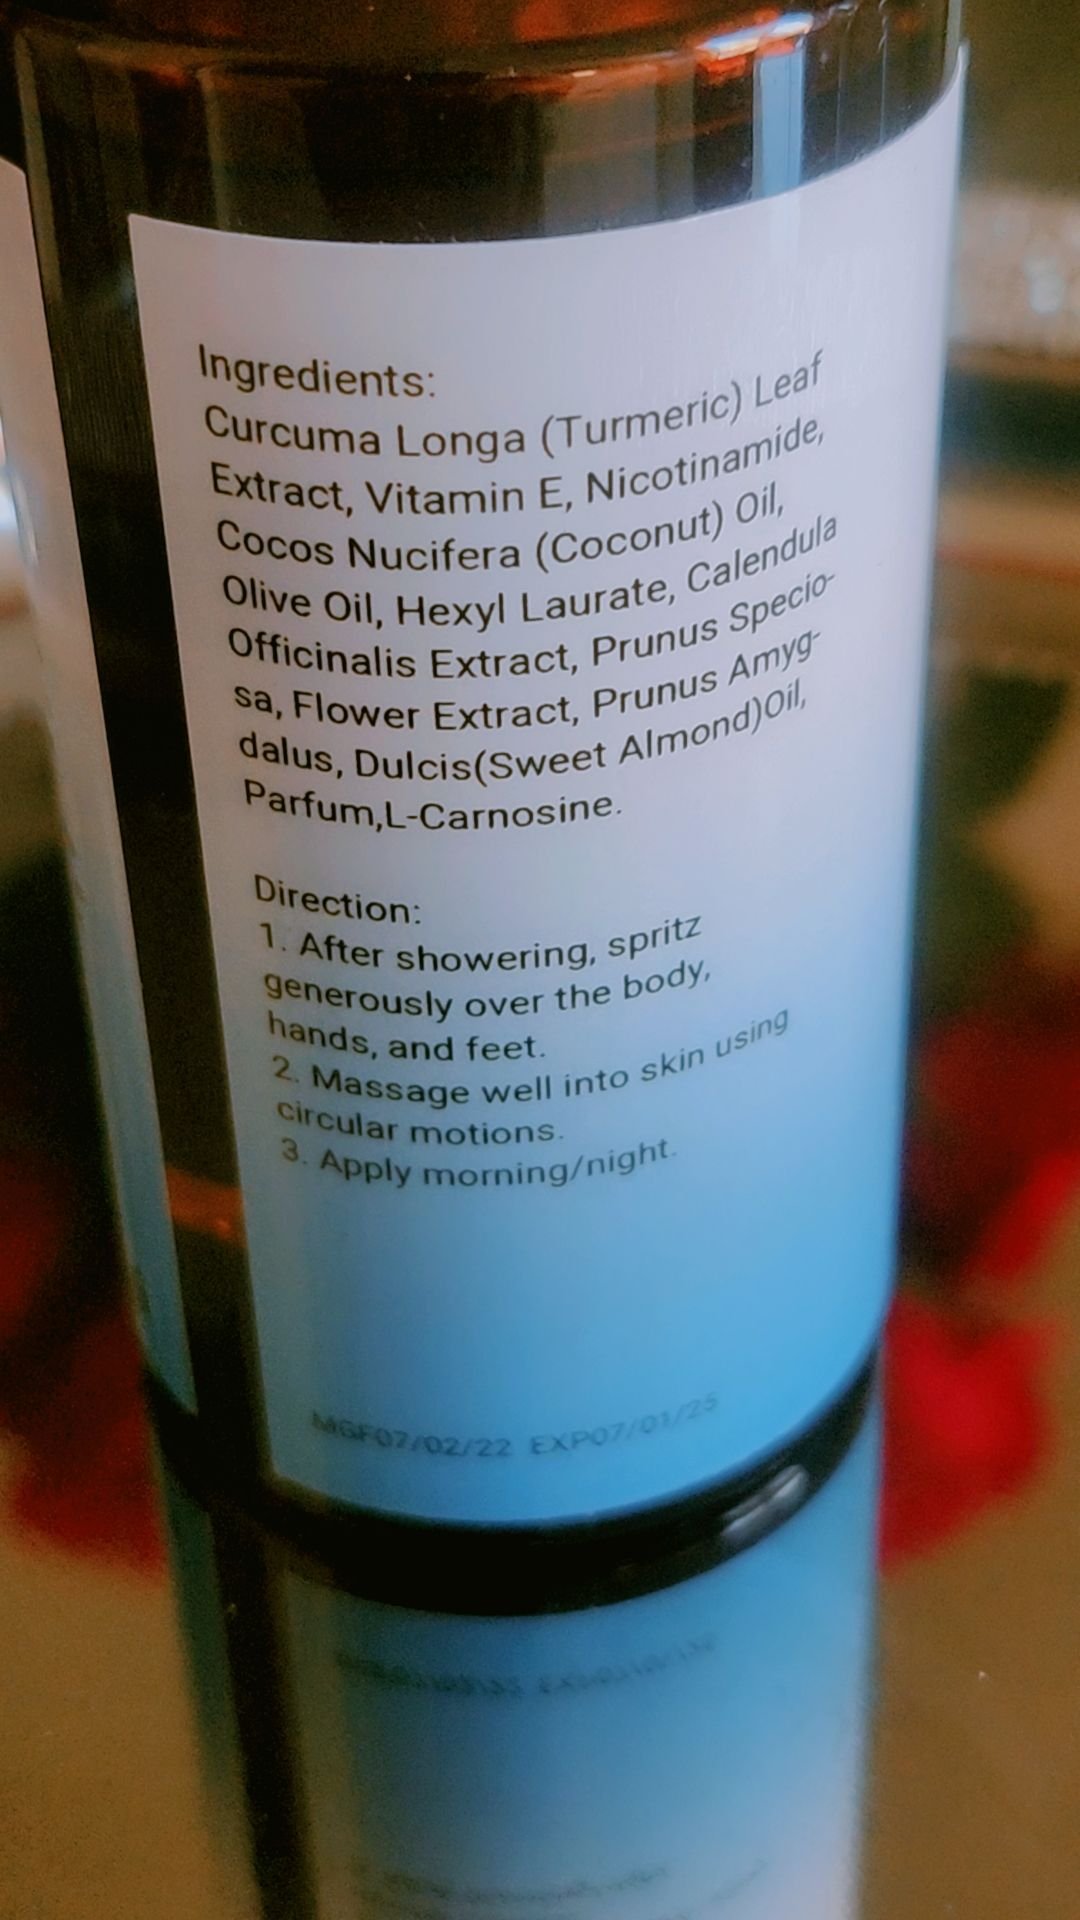 Ingredients:
Curcuma Longa (Turmeric) Leaf
Extract, Vitamin E, Nicotinamide,
Cocos Nucifera (Coconut) Oil,
Olive Oil, Hexyl Laurate, Calendula
Officinalis Extract, Prunus Specio-
sa, Flower Extract, Prunus Amyg-
dalus, Dulcis(Sweet Almond)Oil,
Parfum,L-Carnosine.
Direction:
1. After showering, spritz
generously over the body,
hands, and feet.
2. Massage well into skin using
circular motions.
3. Apply morning/night.
MGF07/02/22 EXP07/01/25